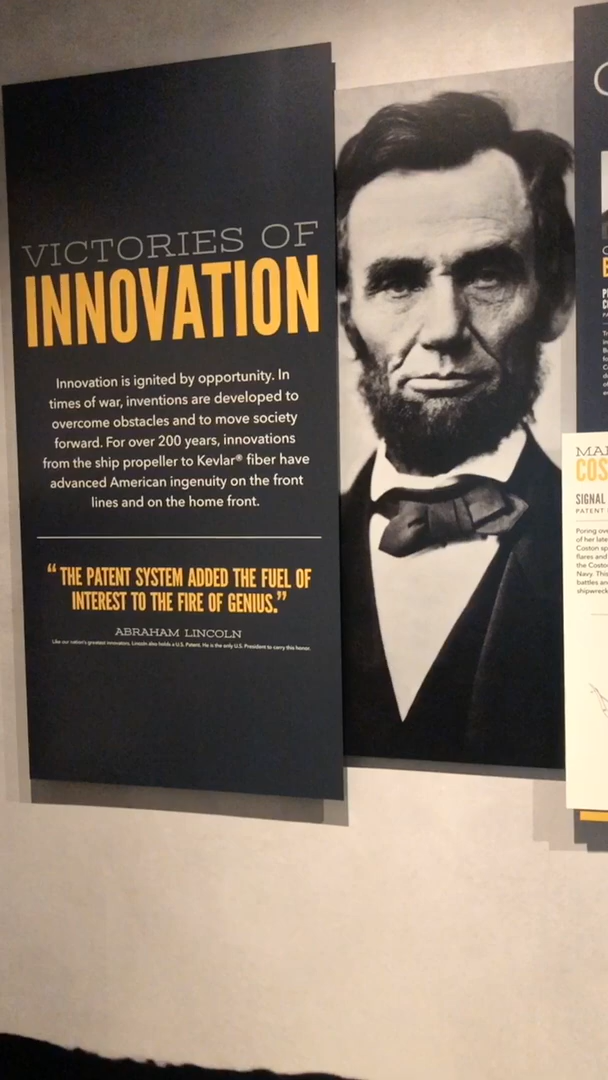 VICTORIES OF
INNOVATION
Innovation is ignited by opportunity. In
times of war, inventions are developed to
overcome obstacles and to move society
forward. For over 200 years, innovations
from the ship propeller to Kevlar® fiber have
advanced American ingenuity on the front
lines and on the home front.
“THE PATENT SYSTEM ADDED THE FUEL OF
INTEREST TO THE FIRE OF GENIUS.”
ABRAHAM LINCOLN
Like our nation's greatest innovators, Lincoln also holds a U.S. Patent. He is the only U.S. President to carry this honor.
COS
SIGNAL
PATENT
Poring ove
of her late
Coston sp
flares and
the Costo
Navy. This
battles an
shipwreck